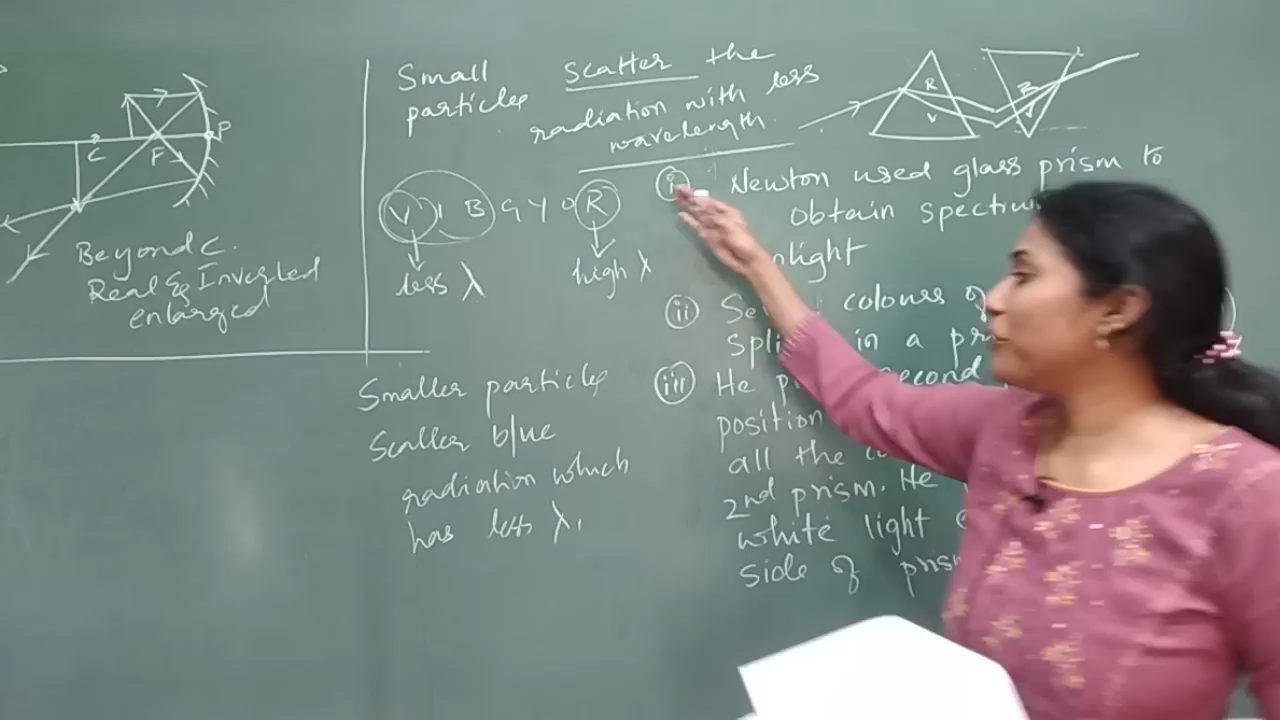 C
F
P
Beyond C.
Real & Inverted
enlarged
Small
particles
scatter the
radiation with less
wavelength.
V I B G Y O R
less λ
high λ
Smaller particles
Scatter blue
radiation which
has less λ.
R
V
R
V
(i) Newton used glass prism to
obtain spectrum
(ii) colours of
in a
(iii) He second
position
all the
2nd prism. He
white light
side of prism